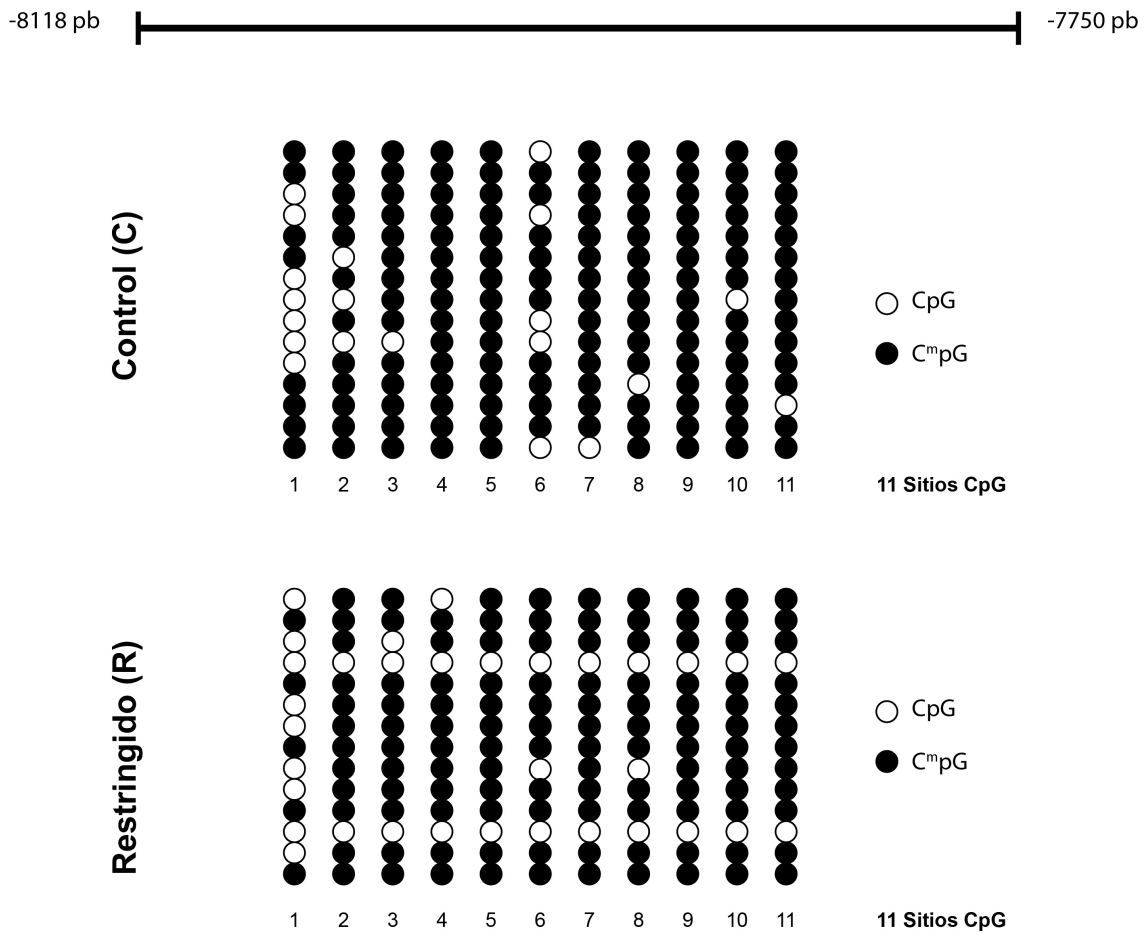 -8118 pb
-7750 pb
Control (C)
CpG
CᵐpG
1 2 3 4 5 6 7 8 9 10 11
11 Sitios CpG
Restringido (R)
CpG
CᵐpG
1 2 3 4 5 6 7 8 9 10 11
11 Sitios CpG